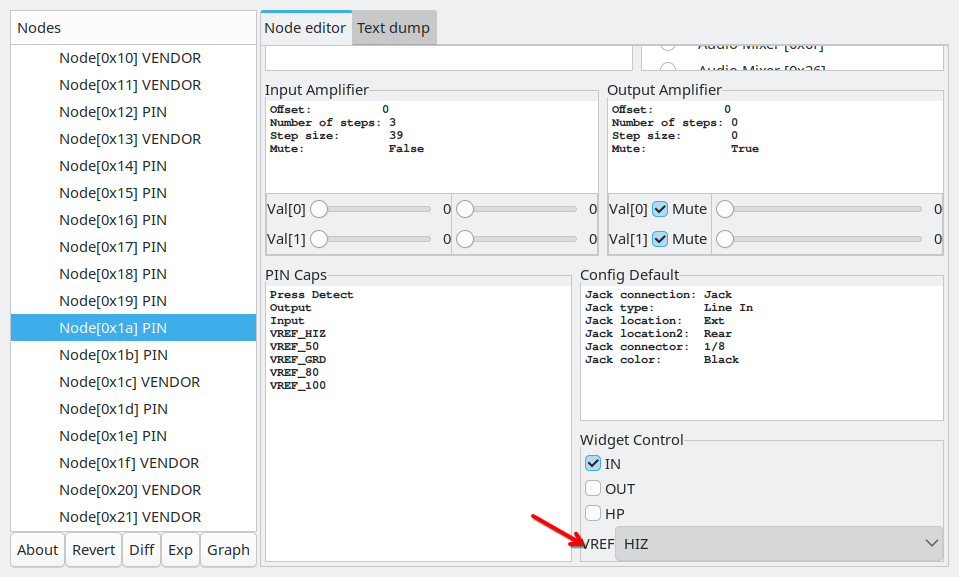 Nodes
Node[0x10] VENDOR
Node[0x11] VENDOR
Node[0x12] PIN
Node[0x13] VENDOR
Node[0x14] PIN
Node[0x15] PIN
Node[0x16] PIN
Node[0x17] PIN
Node[0x18] PIN
Node[0x19] PIN
Node[0x1a] PIN
Node[0x1b] PIN
Node[0x1c] VENDOR
Node[0x1d] PIN
Node[0x1e] PIN
Node[0x1f] VENDOR
Node[0x20] VENDOR
Node[0x21] VENDOR
About Revert Diff Exp Graph
Node editor Text dump
Audio Mixer
Audio Mixer [0x26]
Input Amplifier
Offset: 0
Number of steps: 3
Step size: 39
Mute: False
Val[0] 0 0
Val[1] 0 0
Output Amplifier
Offset: 0
Number of steps: 0
Step size: 0
Mute: True
Val[0] Mute 0
Val[1] Mute 0
PIN Caps
Press Detect
Output
Input
VREF_HIZ
VREF_50
VREF_GRD
VREF_80
VREF_100
Config Default
Jack connection: Jack
Jack type: Line In
Jack location: Ext
Jack location2: Rear
Jack connector: 1/8
Jack color: Black
Widget Control
IN
OUT
HP
VREF HIZ